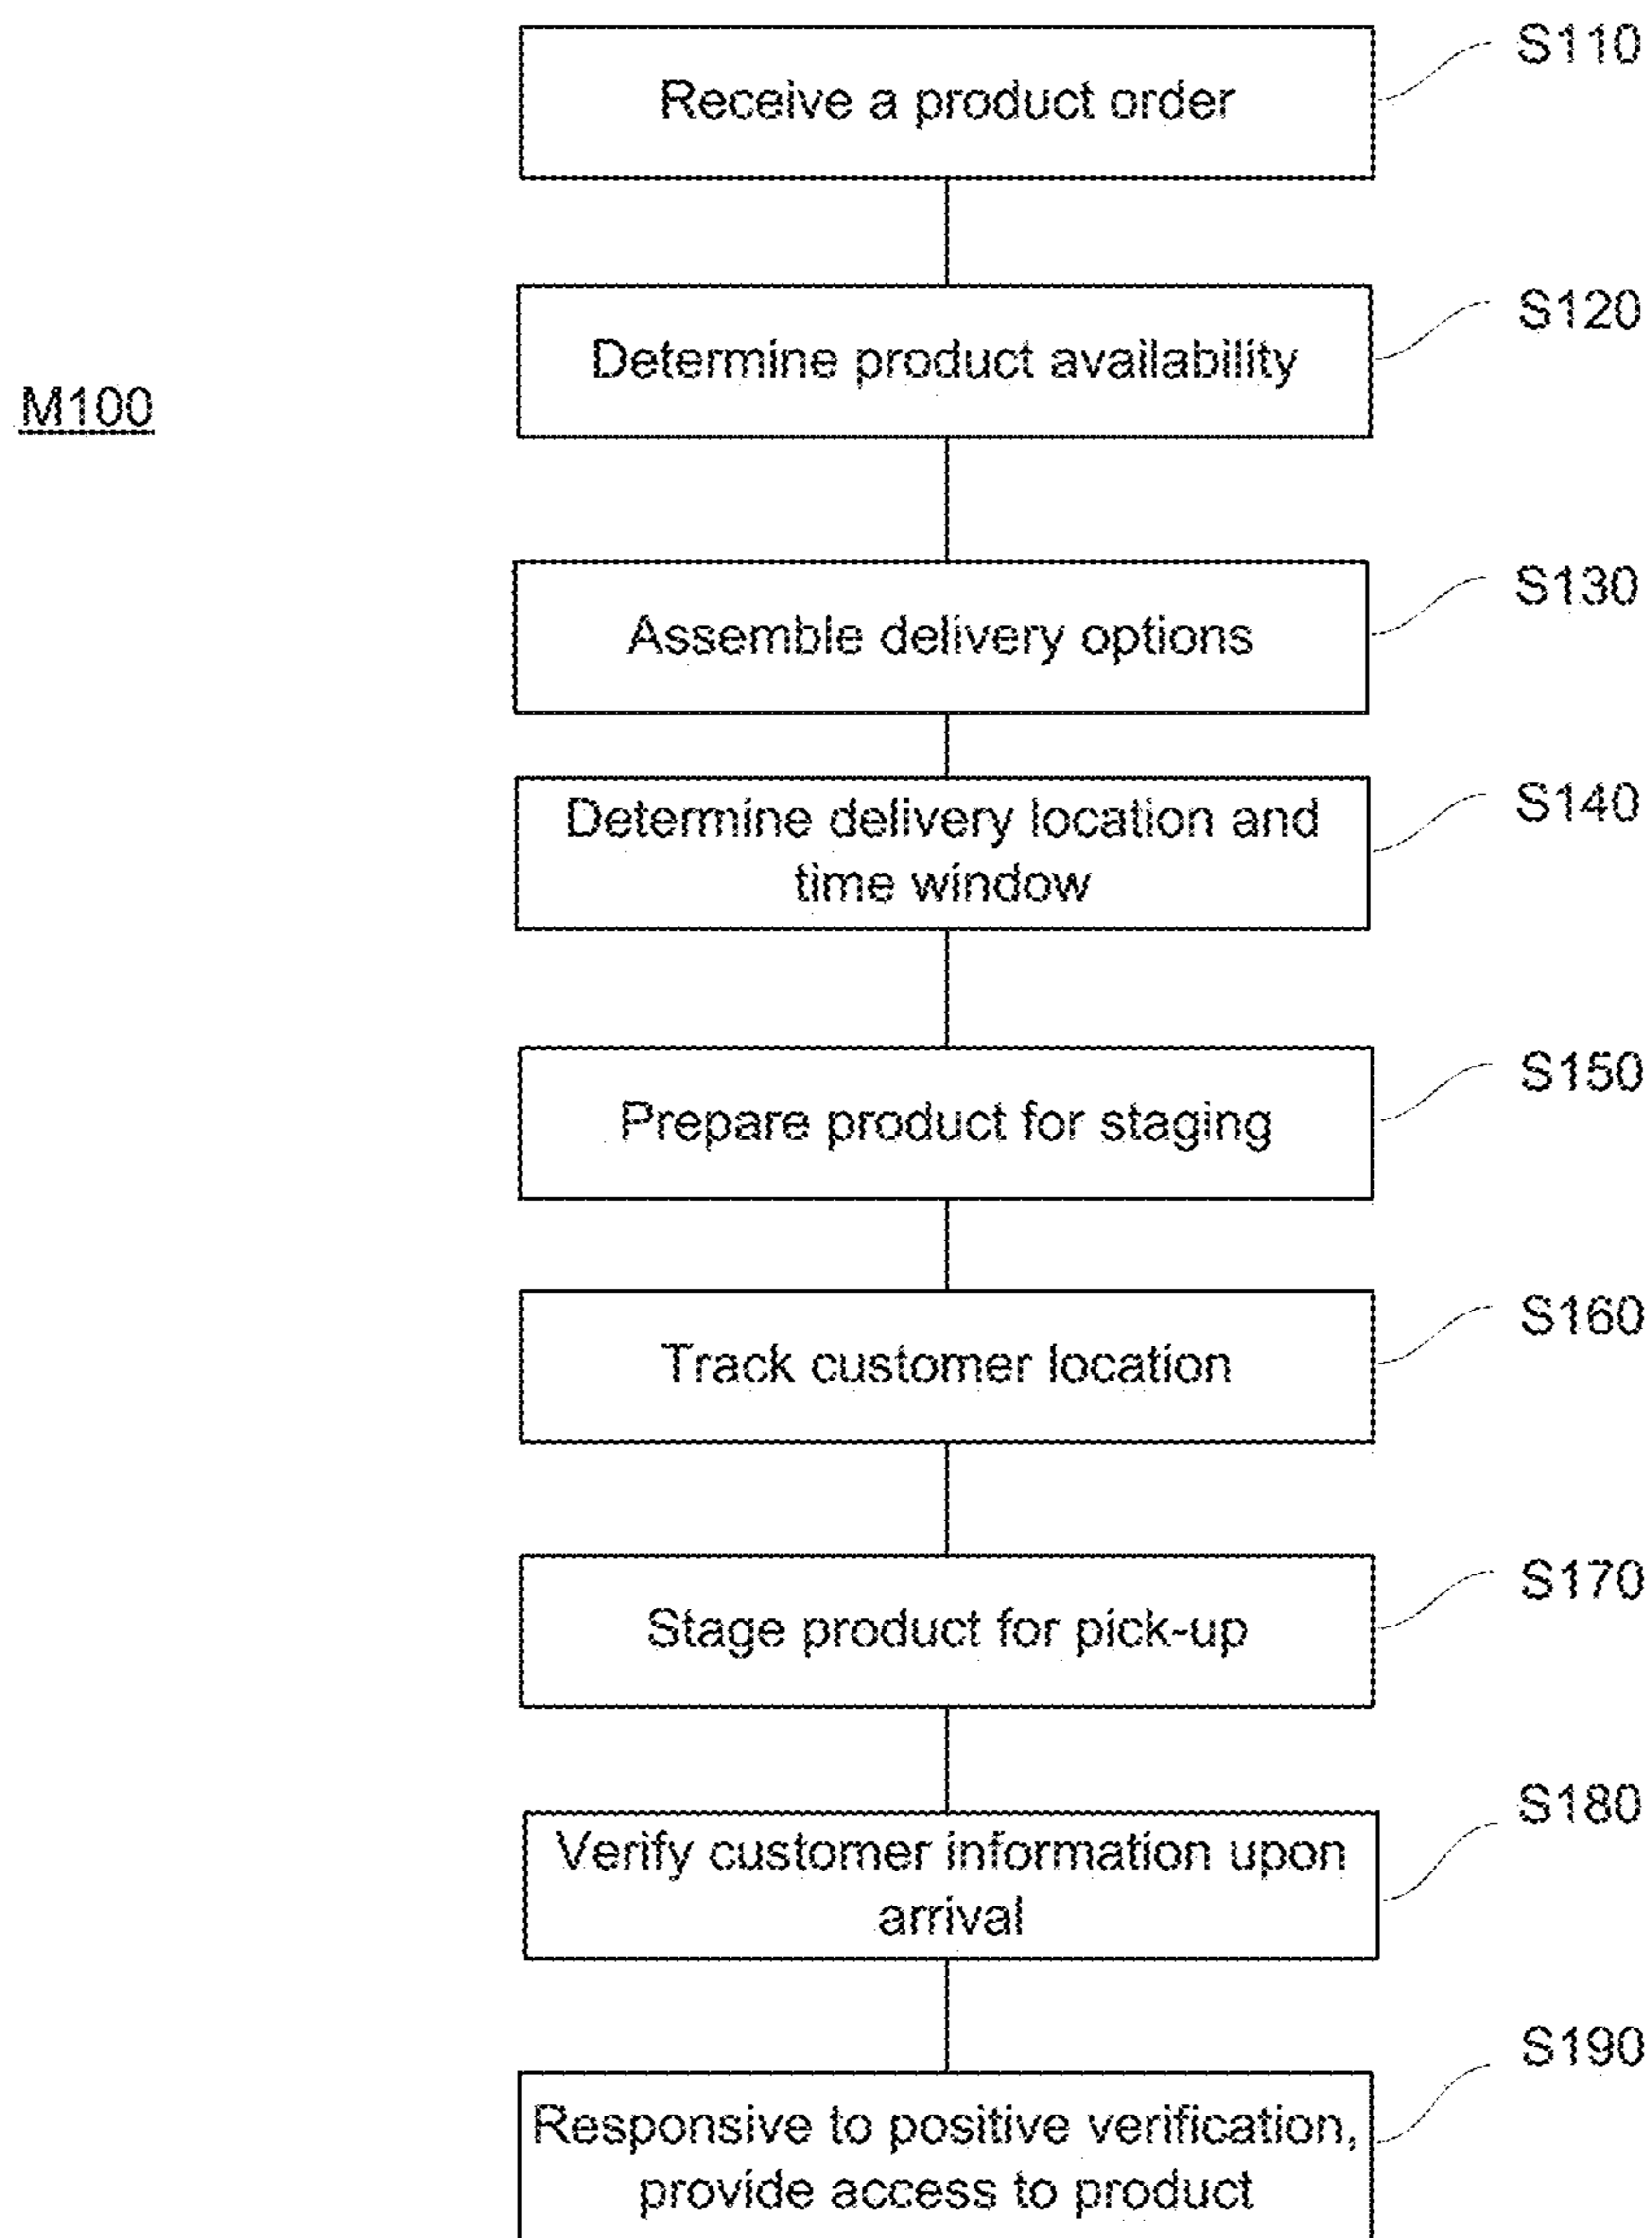 S110
Receive a product order
S120
Determine product availability
M100
S130
Assemble delivery options
S140
Determine delivery location and
time window
S150
Prepare product for staging
S160
Track customer location
S170
Stage product for pick-up
S180
Verify customer information upon
arrival
S190
Responsive to positive verification,
provide access to product